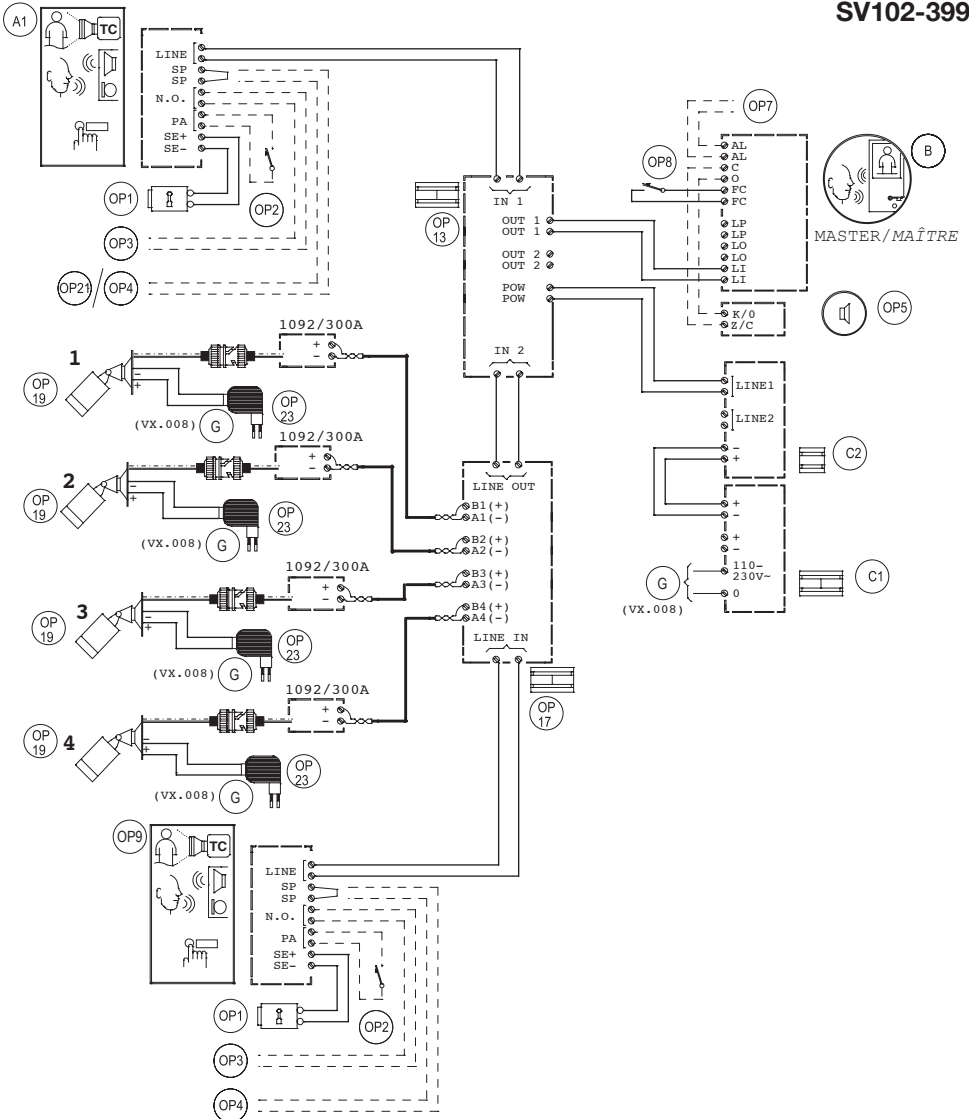 SV102-399
A1
TC
LINE
SP
SP
N.O.
PA
SE+
SE-
OP1
OP2
OP3
OP21/OP4
IN 1
OP
13
OUT 1
OUT 1
OUT 2
OUT 2
POW
POW
IN 2
OP7
OP8
AL
AL
C
O
FC
FC
LP
LP
LO
LO
LI
LI
B
MASTER/MAÎTRE
K/0
Z/C
OP5
LINE1
LINE2
-
+
C2
+
-
+
-
110-
230V~
0
G
(VX.008)
C1
1092/300A
+
-
1
OP
19
-
+
(VX.008)
G
OP
23
1092/300A
+
-
2
OP
19
-
+
(VX.008)
G
OP
23
1092/300A
+
-
3
OP
19
-
+
(VX.008)
G
OP
23
1092/300A
+
-
4
OP
19
-
+
(VX.008)
G
OP
23
LINE OUT
B1(+)
A1(-)
B2(+)
A2(-)
B3(+)
A3(-)
B4(+)
A4(-)
LINE IN
OP
17
OP9
TC
LINE
SP
SP
N.O.
PA
SE+
SE-
OP1
OP2
OP3
OP4